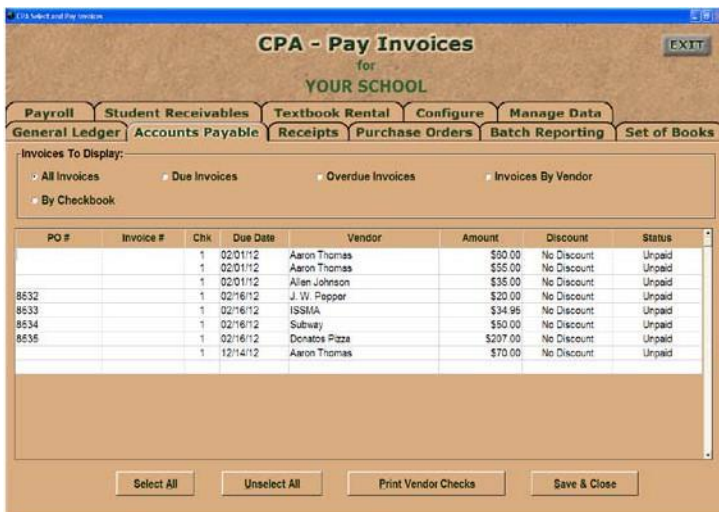 CPA Select and Pay Invoices
CPA - Pay Invoices
for
YOUR SCHOOL
EXIT
Payroll Student Receivables Textbook Rental Configure Manage Data
General Ledger Accounts Payable Receipts Purchase Orders Batch Reporting Set of Books
Invoices To Display:
All Invoices Due Invoices Overdue Invoices Invoices By Vendor
By Checkbook
PO # Invoice # Chk Due Date Vendor Amount Discount Status
1 02/01/12 Aaron Thomas $60.00 No Discount Unpaid
1 02/01/12 Aaron Thomas $55.00 No Discount Unpaid
1 02/01/12 Allen Johnson $35.00 No Discount Unpaid
8632 1 02/16/12 J. W. Pepper $20.00 No Discount Unpaid
8633 1 02/16/12 ISSMA $34.95 No Discount Unpaid
8634 1 02/16/12 Subway $50.00 No Discount Unpaid
8635 1 02/16/12 Donatos Pizza $207.00 No Discount Unpaid
1 12/14/12 Aaron Thomas $70.00 No Discount Unpaid
Select All Unselect All Print Vendor Checks Save & Close